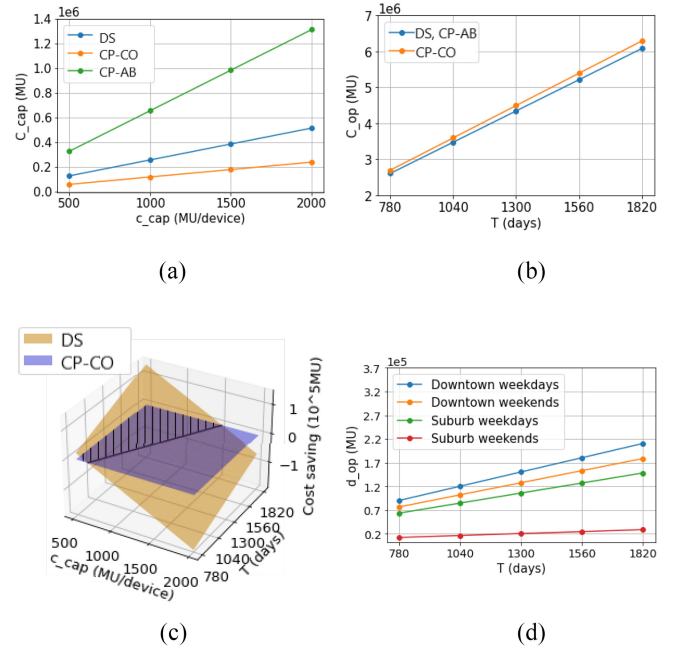 1e6
1.4
1.2
1.0
0.8
0.6
0.4
0.2
0.0
C_cap (MU)
DS
CP-CO
CP-AB
500 1000 1500 2000
c_cap (MU/device)
(a)
1e6
7
6
5
4
3
2
C_op (MU)
DS, CP-AB
CP-CO
780 1040 1300 1560 1820
T (days)
(b)
DS
CP-CO
Cost saving (10^5MU)
1
0
−1
500 1000 1500 2000
c_cap (MU/device)
780 1040 1300 1560 1820
T (days)
(c)
1e5
3.7
3.2
2.7
2.2
1.7
1.2
0.7
0.2
d_op (MU)
Downtown weekdays
Downtown weekends
Suburb weekdays
Suburb weekends
780 1040 1300 1560 1820
T (days)
(d)